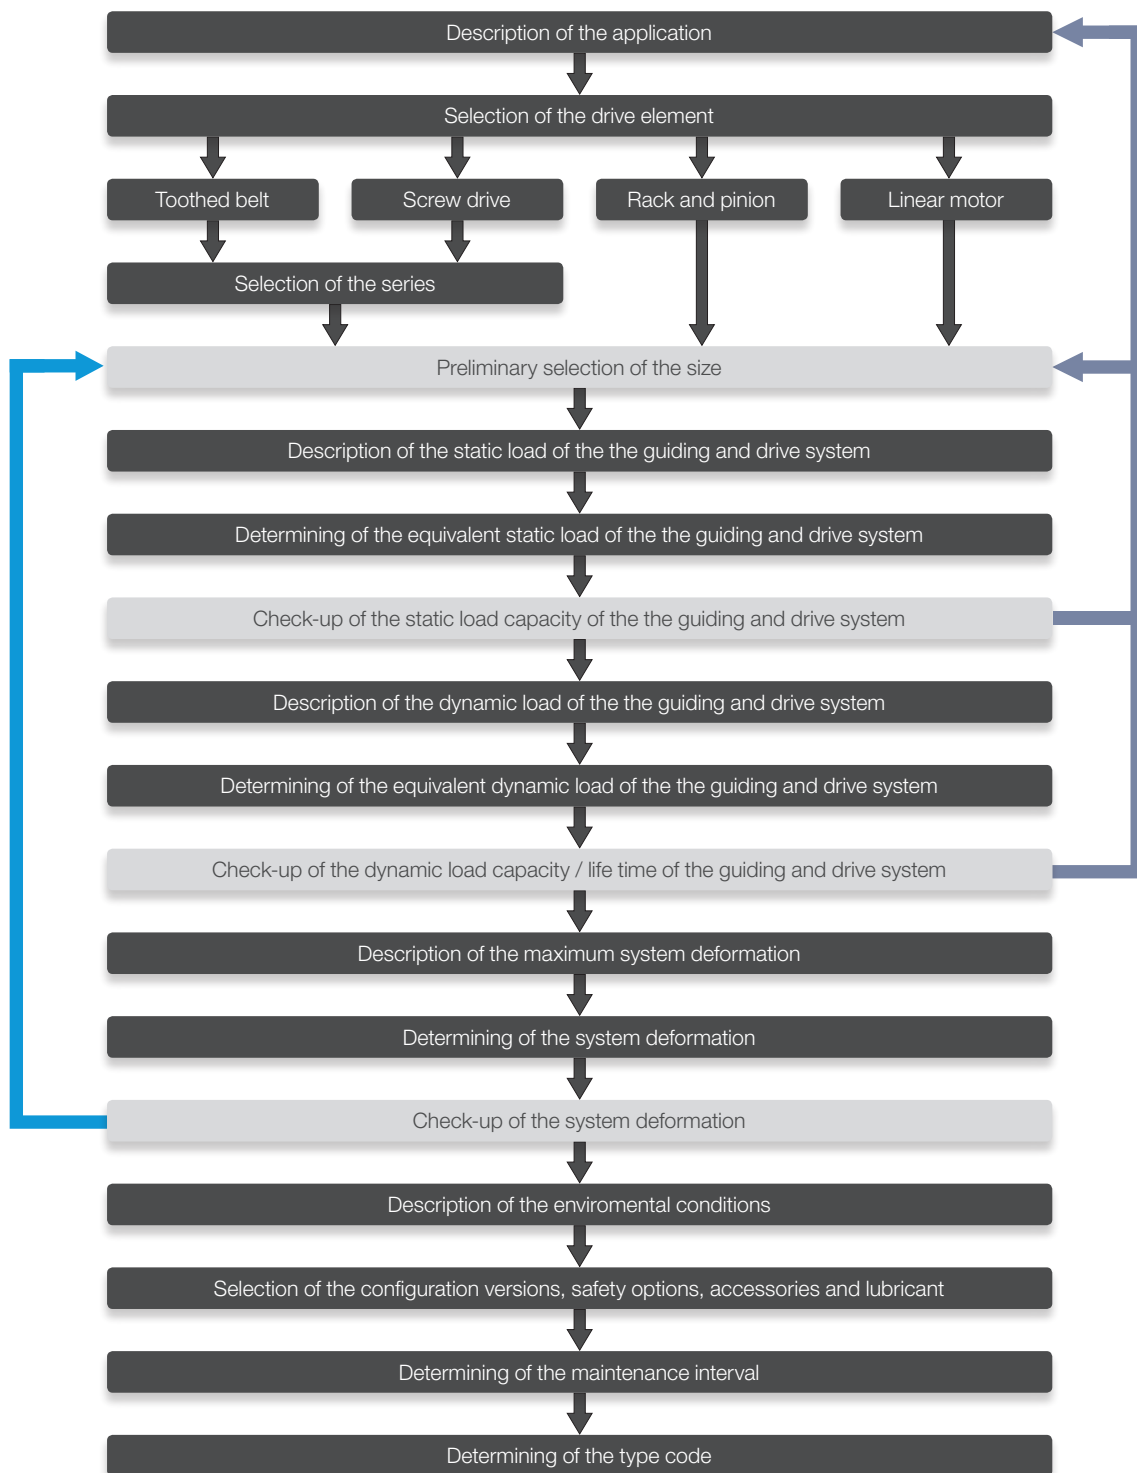 Description of the application
Selection of the drive element
Toothed belt
Screw drive
Rack and pinion
Linear motor
Selection of the series
Preliminary selection of the size
Description of the static load of the the guiding and drive system
Determining of the equivalent static load of the the guiding and drive system
Check-up of the static load capacity of the the guiding and drive system
Description of the dynamic load of the the guiding and drive system
Determining of the equivalent dynamic load of the the guiding and drive system
Check-up of the dynamic load capacity / life time of the guiding and drive system
Description of the maximum system deformation
Determining of the system deformation
Check-up of the system deformation
Description of the enviromental conditions
Selection of the configuration versions, safety options, accessories and lubricant
Determining of the maintenance interval
Determining of the type code